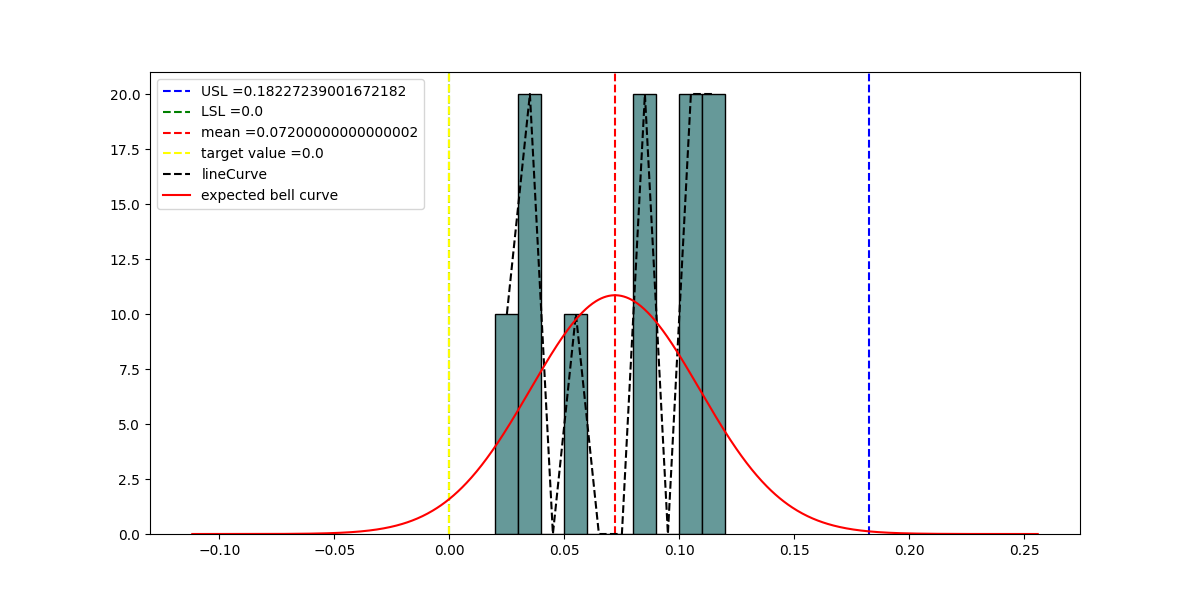 USL =0.18227239001672182
LSL =0.0
mean =0.07200000000000002
target value =0.0
lineCurve
expected bell curve
20.0
17.5
15.0
12.5
10.0
7.5
5.0
2.5
0.0
−0.10 −0.05 0.00 0.05 0.10 0.15 0.20 0.25